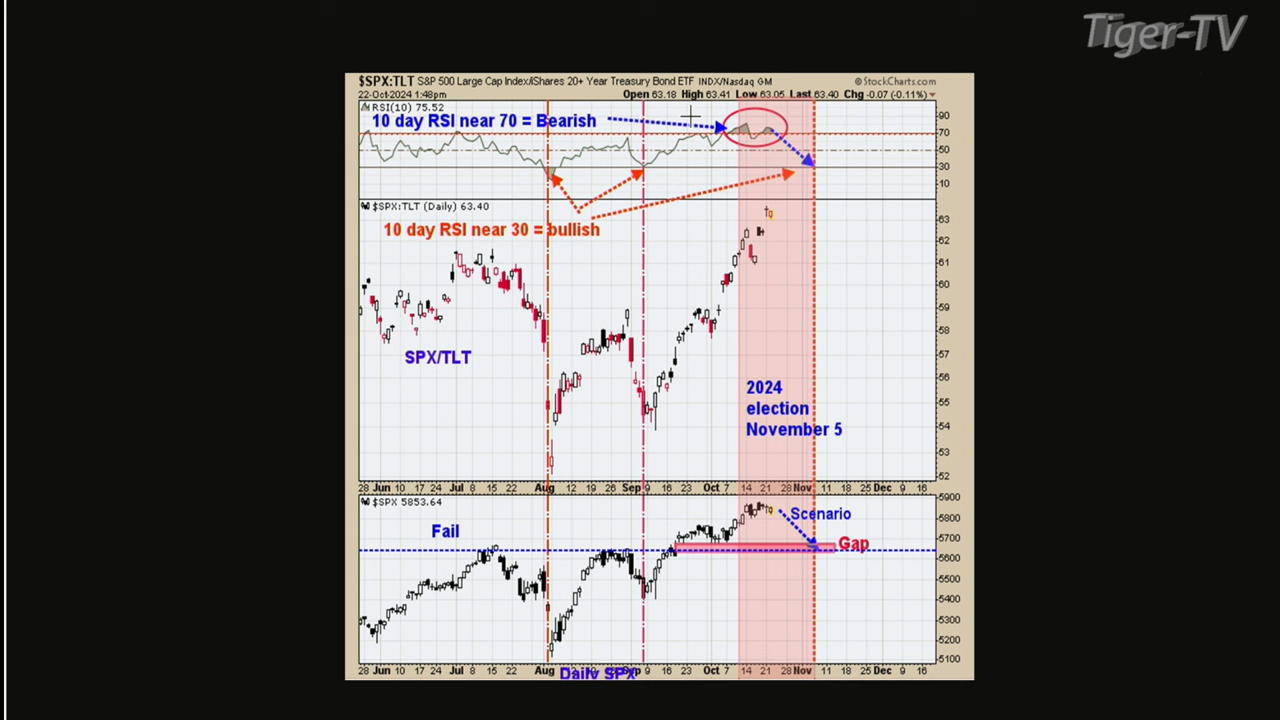 Tiger-TV
$SPX:TLT S&P 500 Large Cap Index/iShares 20+ Year Treasury Bond ETF INDX/Nasdaq GM © StockCharts.com
22-Oct-2024 1:48pm Open 63.18 High 63.41 Low 63.05 Last 63.40 Chg -0.07 (-0.11%)
RSI(10) 75.52
10 day RSI near 70 = Bearish
90
70
50
30
10
$SPX:TLT (Daily) 63.40
10 day RSI near 30 = bullish
63
62
61
60
59
58
57
56
55
54
53
52
SPX/TLT
2024
election
November 5
28 Jun 10 17 24 Jul 8 15 22 Aug 12 19 26 Sep 9 16 23 Oct 7 14 21 28 Nov 11 18 25 Dec 9 16
$SPX 5853.64
5900
5800
5700
5600
5500
5400
5300
5200
5100
Fail
Scenario
Gap
28 Jun 10 17 24 Jul 8 15 22 Aug 12 19 26 Sep 9 16 23 Oct 7 14 21 28 Nov 11 18 25 Dec 9 16
Daily SPX